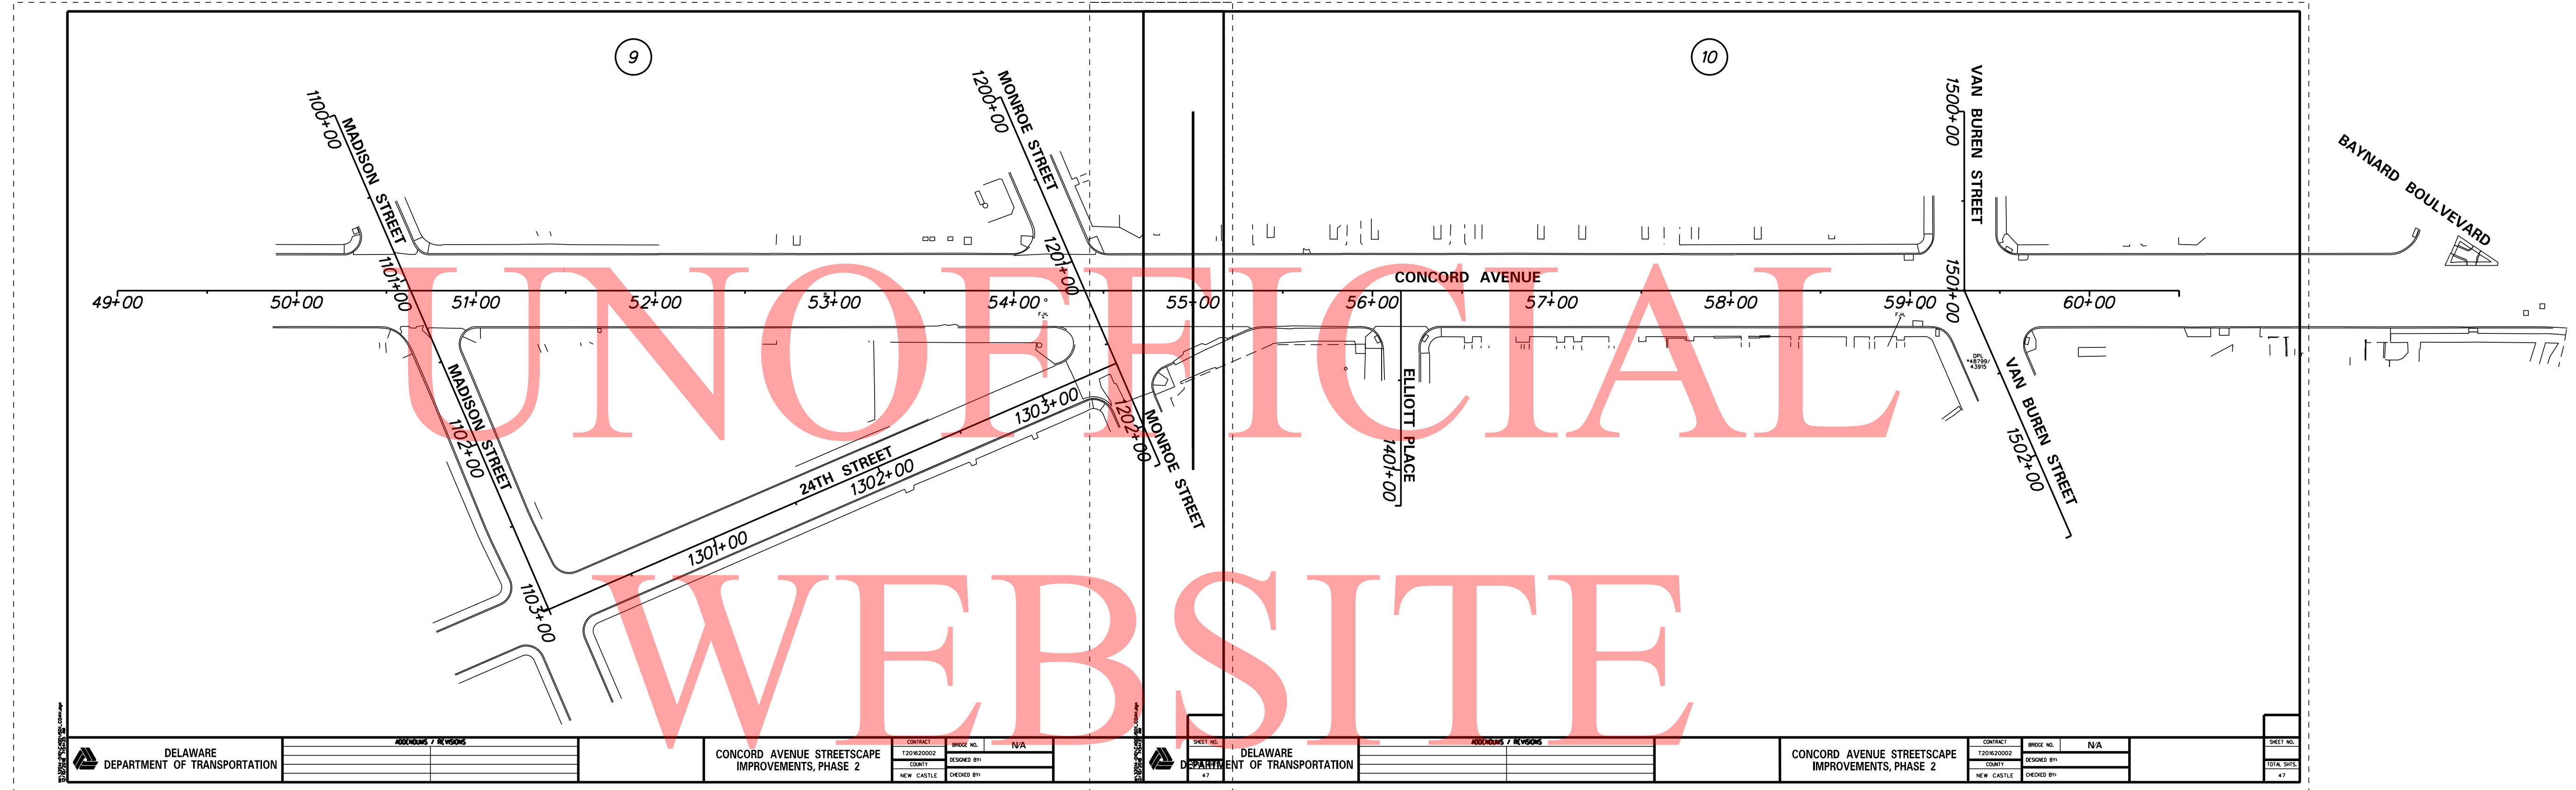 9
10
1100+00
MADISON STREET
1101+00
MADISON STREET
1102+00
1103+00
1200+00
MONROE STREET
1201+00
1202+00
MONROE STREET
VAN BUREN STREET
1500+00
1501+00
VAN BUREN STREET
1502+00
BAYNARD BOULVEVARD
CONCORD AVENUE
49+00
50+00
51+00
52+00
53+00
54+00
55+00
56+00
57+00
58+00
59+00
60+00
F.H.
F.H.
DPL
*48799/
43915
ELLIOTT PLACE
1401+00
24TH STREET
1301+00
1302+00
1303+00
UNOFFICIAL
WEBSITE
DELAWARE
DEPARTMENT OF TRANSPORTATION
ADDENDUMS / REVISIONS
CONCORD AVENUE STREETSCAPE
IMPROVEMENTS, PHASE 2
CONTRACT
T201620002
COUNTY
NEW CASTLE
BRIDGE NO.
N/A
DESIGNED BY:
CHECKED BY:
SHEET NO.
47
DELAWARE
DEPARTMENT OF TRANSPORTATION
ADDENDUMS / REVISIONS
CONCORD AVENUE STREETSCAPE
IMPROVEMENTS, PHASE 2
CONTRACT
T201620002
COUNTY
NEW CASTLE
BRIDGE NO.
N/A
DESIGNED BY:
CHECKED BY:
SHEET NO.
TOTAL SHTS.
47